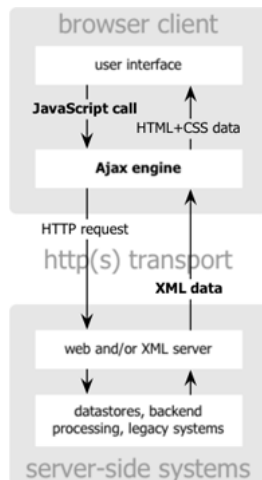 browser client
user interface
JavaScript call
HTML+CSS data
Ajax engine
HTTP request
http(s) transport
XML data
web and/or XML server
datastores, backend
processing, legacy systems
server-side systems